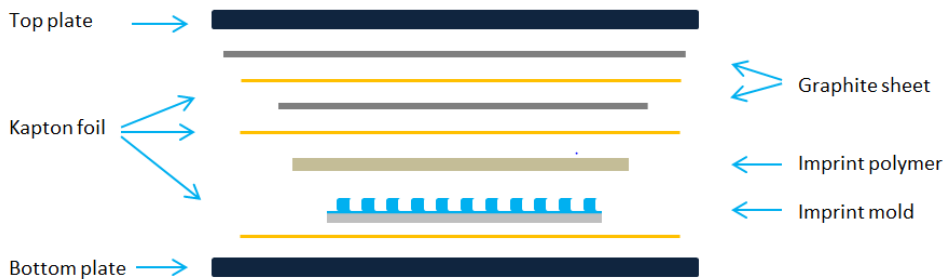 Top plate
Graphite sheet
Kapton foil
Imprint polymer
Imprint mold
Bottom plate